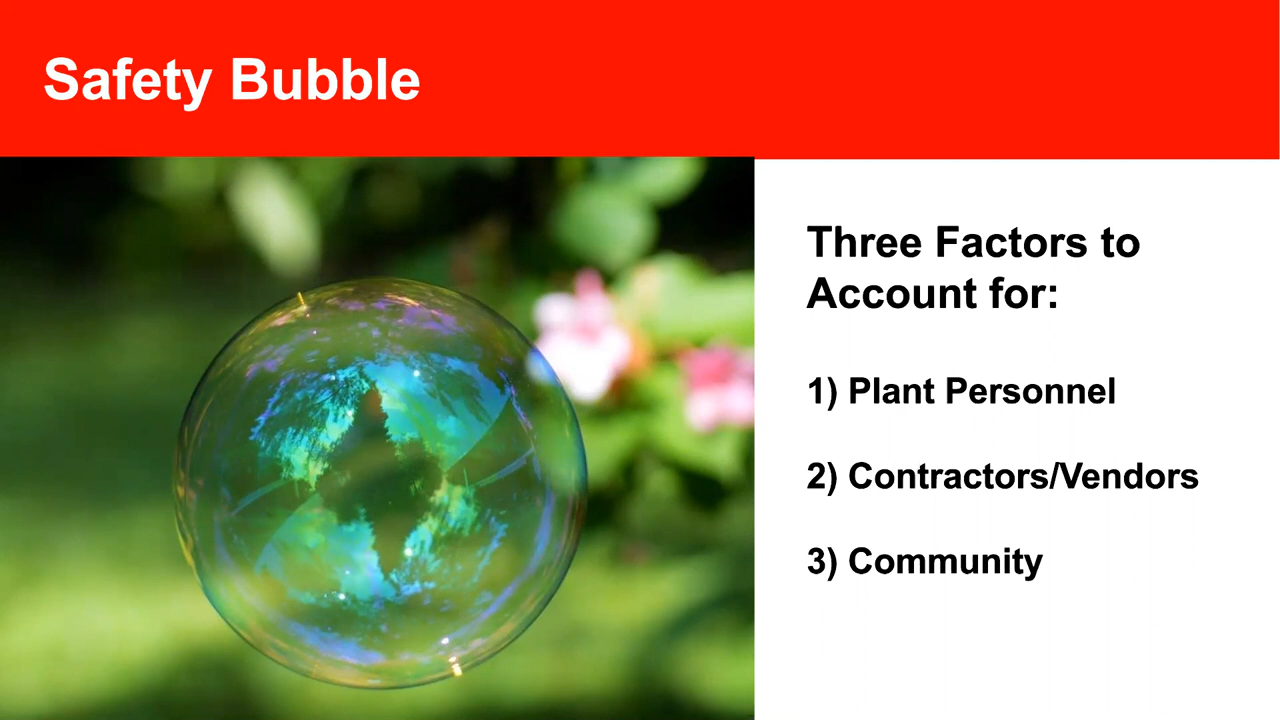 Safety Bubble
Three Factors to
Account for:
1) Plant Personnel
2) Contractors/Vendors
3) Community